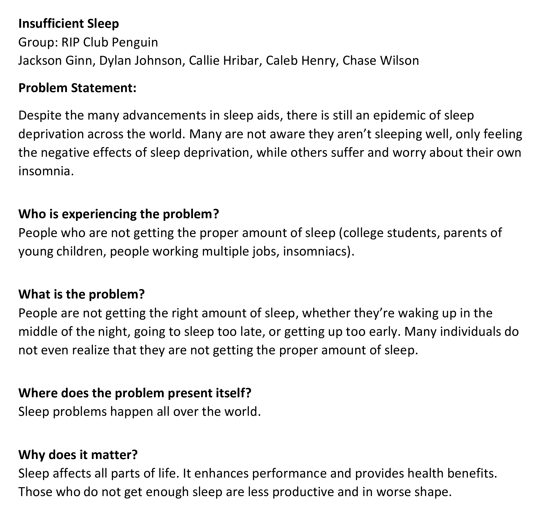 Insufficient Sleep
Group: RIP Club Penguin
Jackson Ginn, Dylan Johnson, Callie Hribar, Caleb Henry, Chase Wilson
Problem Statement:
Despite the many advancements in sleep aids, there is still an epidemic of sleep
deprivation across the world. Many are not aware they aren’t sleeping well, only feeling
the negative effects of sleep deprivation, while others suffer and worry about their own
insomnia.
Who is experiencing the problem?
People who are not getting the proper amount of sleep (college students, parents of
young children, people working multiple jobs, insomniacs).
What is the problem?
People are not getting the right amount of sleep, whether they’re waking up in the
middle of the night, going to sleep too late, or getting up too early. Many individuals do
not even realize that they are not getting the proper amount of sleep.
Where does the problem present itself?
Sleep problems happen all over the world.
Why does it matter?
Sleep affects all parts of life. It enhances performance and provides health benefits.
Those who do not get enough sleep are less productive and in worse shape.